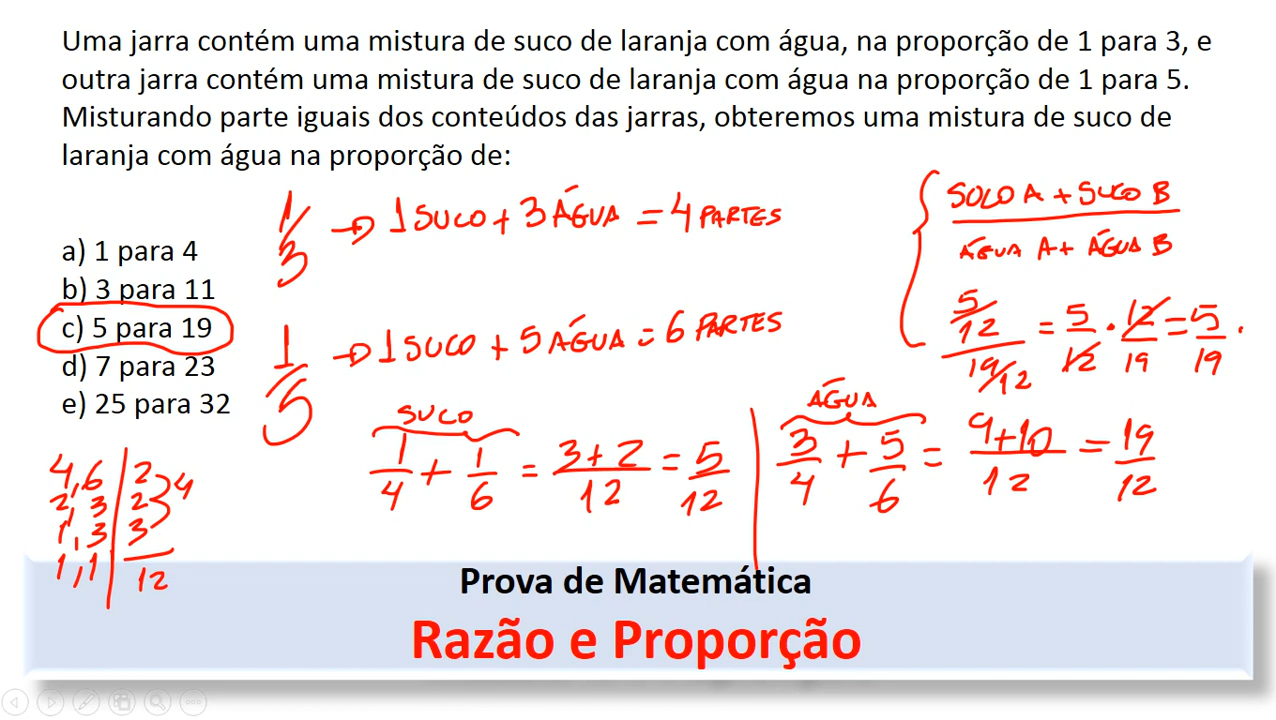 Uma jarra contém uma mistura de suco de laranja com água, na proporção de 1 para 3, e
outra jarra contém uma mistura de suco de laranja com água na proporção de 1 para 5.
Misturando parte iguais dos conteúdos das jarras, obteremos uma mistura de suco de
laranja com água na proporção de:
a) 1 para 4
b) 3 para 11
c) 5 para 19
d) 7 para 23
e) 25 para 32
1/3 → 1 SUCO + 3 ÁGUA = 4 PARTES
1/5 → 1 SUCO + 5 ÁGUA = 6 PARTES
SOLO A + SUCO B
ÁGUA A + ÁGUA B
5/12 / 19/12 = 5/12 · 12/19 = 5/19 .
SUCO
1/4 + 1/6 = 3+2/12 = 5/12
ÁGUA
3/4 + 5/6 = 9+10/12 = 19/12
4,6 | 2
2,3 | 2
1,3 | 3
1,1 | 12
4
Prova de Matemática
Razão e Proporção